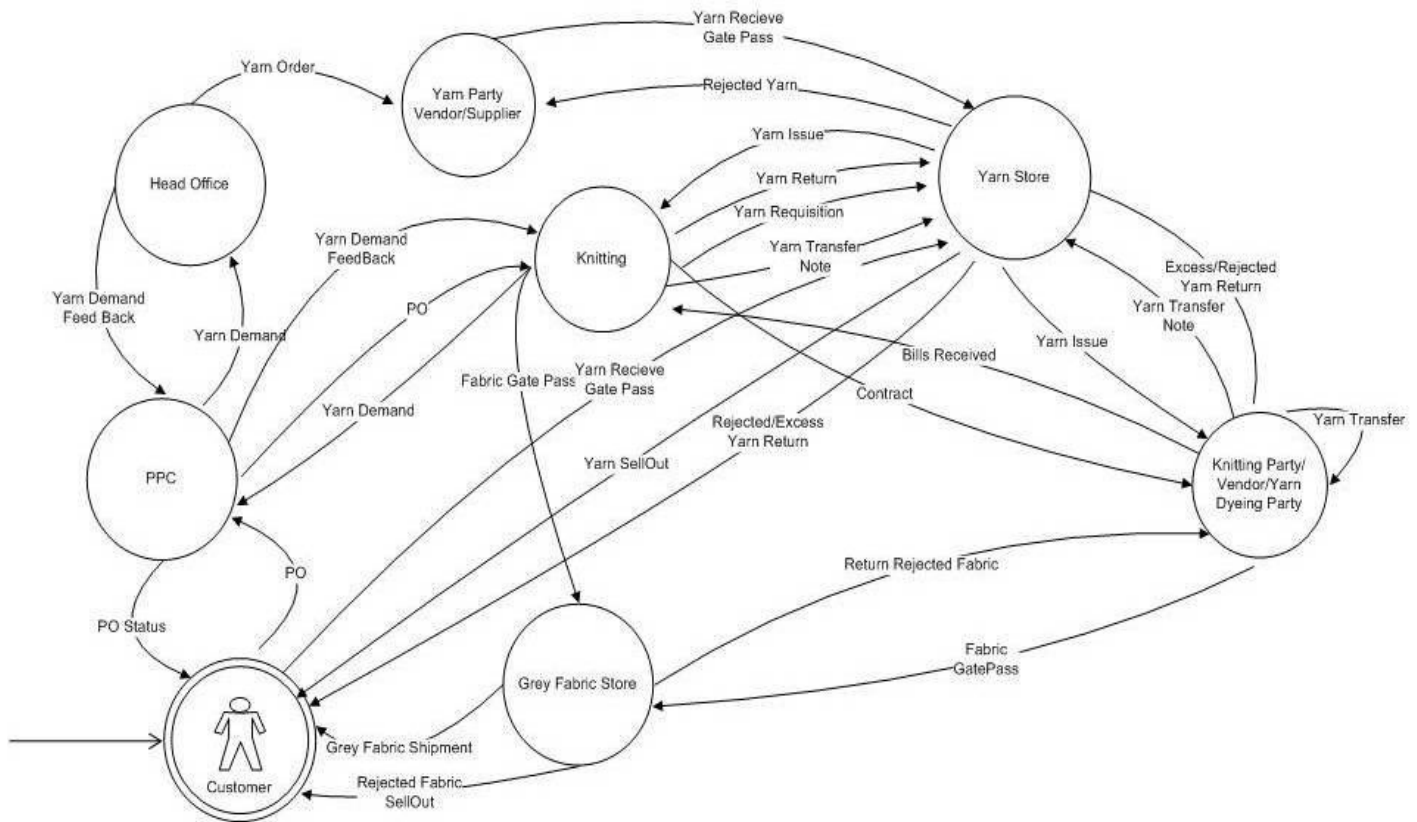 Yarn Recieve
Gate Pass
Yarn Order
Rejected Yarn
Yarn Party
Vendor/Supplier
Yarn Issue
Head Office
Yarn Return
Yarn Store
Yarn Requisition
Yarn Demand
FeedBack
Knitting
Yarn Transfer
Note
Excess/Rejected
Yarn Return
Yarn Demand
Feed Back
PO
Yarn Transfer
Note
Yarn Demand
Yarn Issue
Bills Received
Fabric Gate Pass
Yarn Recieve
Gate Pass
Contract
Yarn Demand
Rejected/Excess
Yarn Return
Yarn Transfer
Yarn SellOut
PPC
Knitting Party/
Vendor/Yarn
Dyeing Party
Return Rejected Fabric
PO
PO Status
Fabric
GatePass
Grey Fabric Store
Grey Fabric Shipment
Customer
Rejected Fabric
SellOut